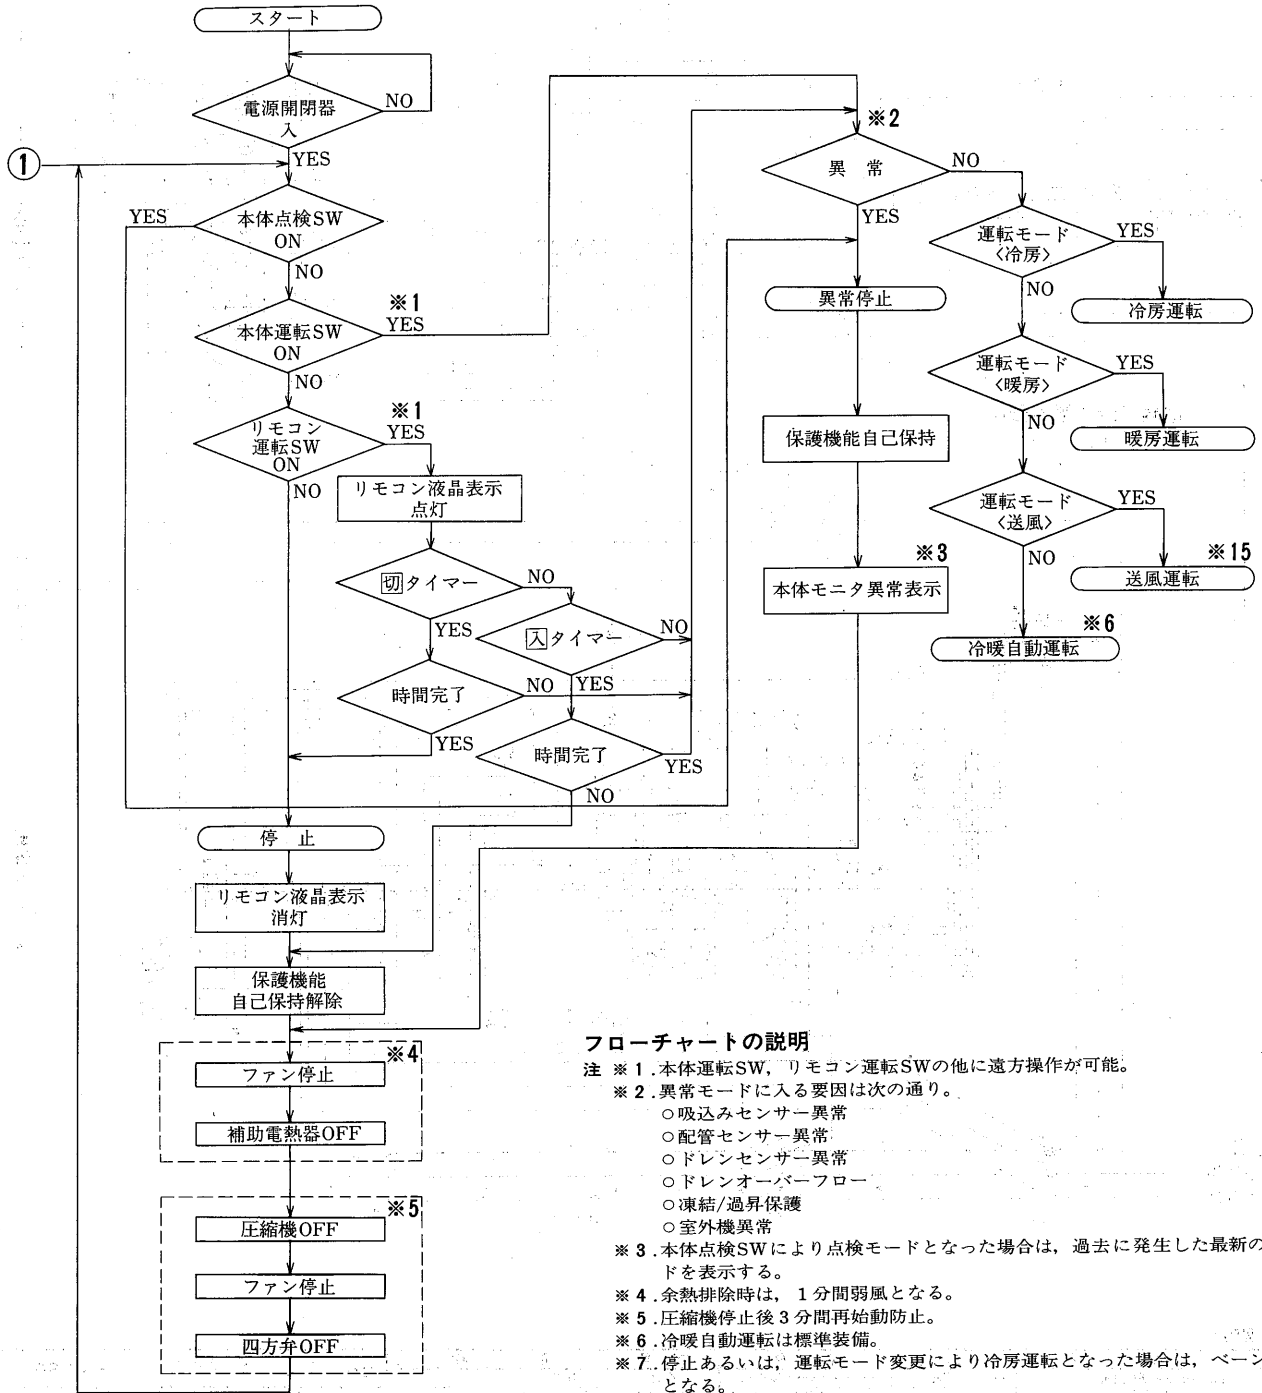 スタート
電源開閉器
入
NO
YES
①
本体点検SW
ON
YES
NO
本体運転SW
ON
※1
YES
NO
リモコン
運転SW
ON
※1
YES
NO
リモコン液晶表示
点灯
切タイマー
NO
YES
入タイマー
NO
YES
時間完了
NO
YES
時間完了
YES
NO
停 止
リモコン液晶表示
消灯
保護機能
自己保持解除
※4
ファン停止
補助電熱器OFF
※5
圧縮機OFF
ファン停止
四方弁OFF
※2
異 常
NO
YES
異常停止
保護機能自己保持
※3
本体モニタ異常表示
運転モード
〈冷房〉
YES
NO
冷房運転
運転モード
〈暖房〉
YES
NO
暖房運転
運転モード
〈送風〉
YES
NO
※15
送風運転
※6
冷暖自動運転
フローチャートの説明
注 ※1.本体運転SW,リモコン運転SWの他に遠方操作が可能。
※2.異常モードに入る要因は次の通り。
○吸込みセンサー異常
○配管センサー異常
○ドレンセンサー異常
○ドレンオーバーフロー
○凍結/過昇保護
○室外機異常
※3.本体点検SWにより点検モードとなった場合は,過去に発生した最新の
ドを表示する。
※4.余熱排除時は,1分間弱風となる。
※5.圧縮機停止後3分間再始動防止。
※6.冷暖自動運転は標準装備。
※7.停止あるいは,運転モード変更により冷房運転となった場合は,ベーン
となる。